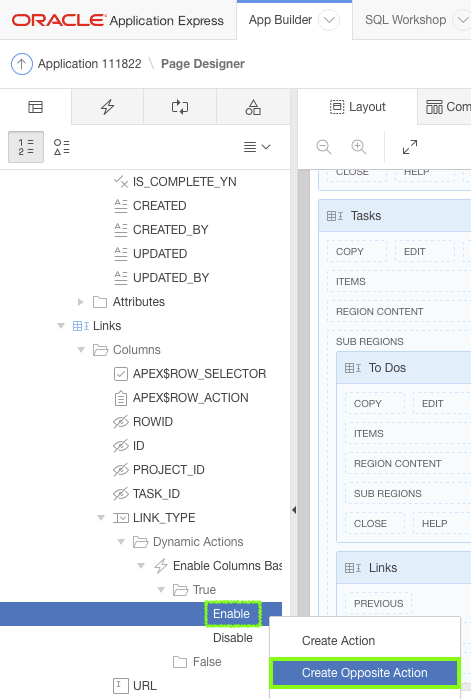 ORACLE Application Express App Builder SQL Workshop
Application 111822 \ Page Designer
Layout Com
IS_COMPLETE_YN
CREATED
CREATED_BY
UPDATED
UPDATED_BY
Attributes
Links
Columns
APEX$ROW_SELECTOR
APEX$ROW_ACTION
ROWID
ID
PROJECT_ID
TASK_ID
LINK_TYPE
Dynamic Actions
Enable Columns Bas
True
Enable
Disable
False
URL
CLOSE HELP
Tasks
COPY EDIT
ITEMS
REGION CONTENT
SUB REGIONS
To Dos
COPY EDIT
ITEMS
REGION CONTENT
SUB REGIONS
CLOSE HELP
Links
PREVIOUS
Create Action
Create Opposite Action